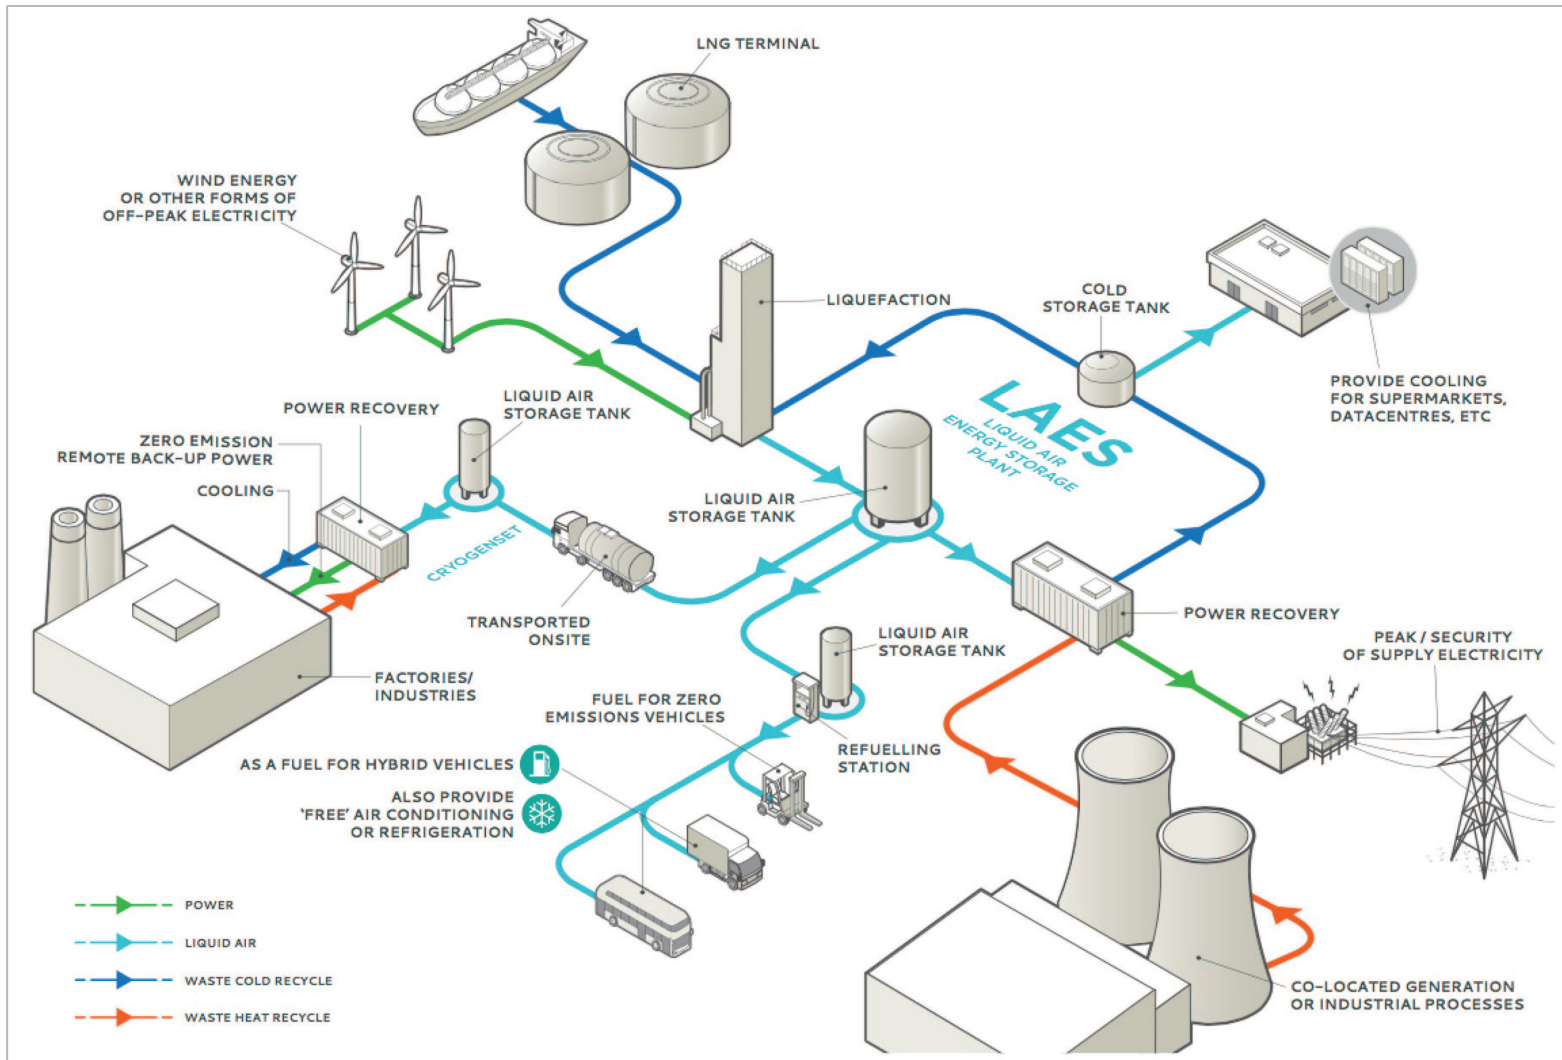 LNG TERMINAL
WIND ENERGY
OR OTHER FORMS OF
OFF-PEAK ELECTRICITY
LIQUEFACTION
COLD
STORAGE TANK
PROVIDE COOLING
FOR SUPERMARKETS,
DATACENTRES, ETC
LAES
LIQUID AIR
ENERGY STORAGE
PLANT
POWER RECOVERY
LIQUID AIR
STORAGE TANK
ZERO EMISSION
REMOTE BACK-UP POWER
COOLING
LIQUID AIR
STORAGE TANK
CRYOGENSET
TRANSPORTED
ONSITE
FACTORIES/
INDUSTRIES
POWER RECOVERY
PEAK / SECURITY
OF SUPPLY ELECTRICITY
LIQUID AIR
STORAGE TANK
FUEL FOR ZERO
EMISSIONS VEHICLES
REFUELLING
STATION
AS A FUEL FOR HYBRID VEHICLES
ALSO PROVIDE
‘FREE’ AIR CONDITIONING
OR REFRIGERATION
POWER
LIQUID AIR
WASTE COLD RECYCLE
WASTE HEAT RECYCLE
CO-LOCATED GENERATION
OR INDUSTRIAL PROCESSES